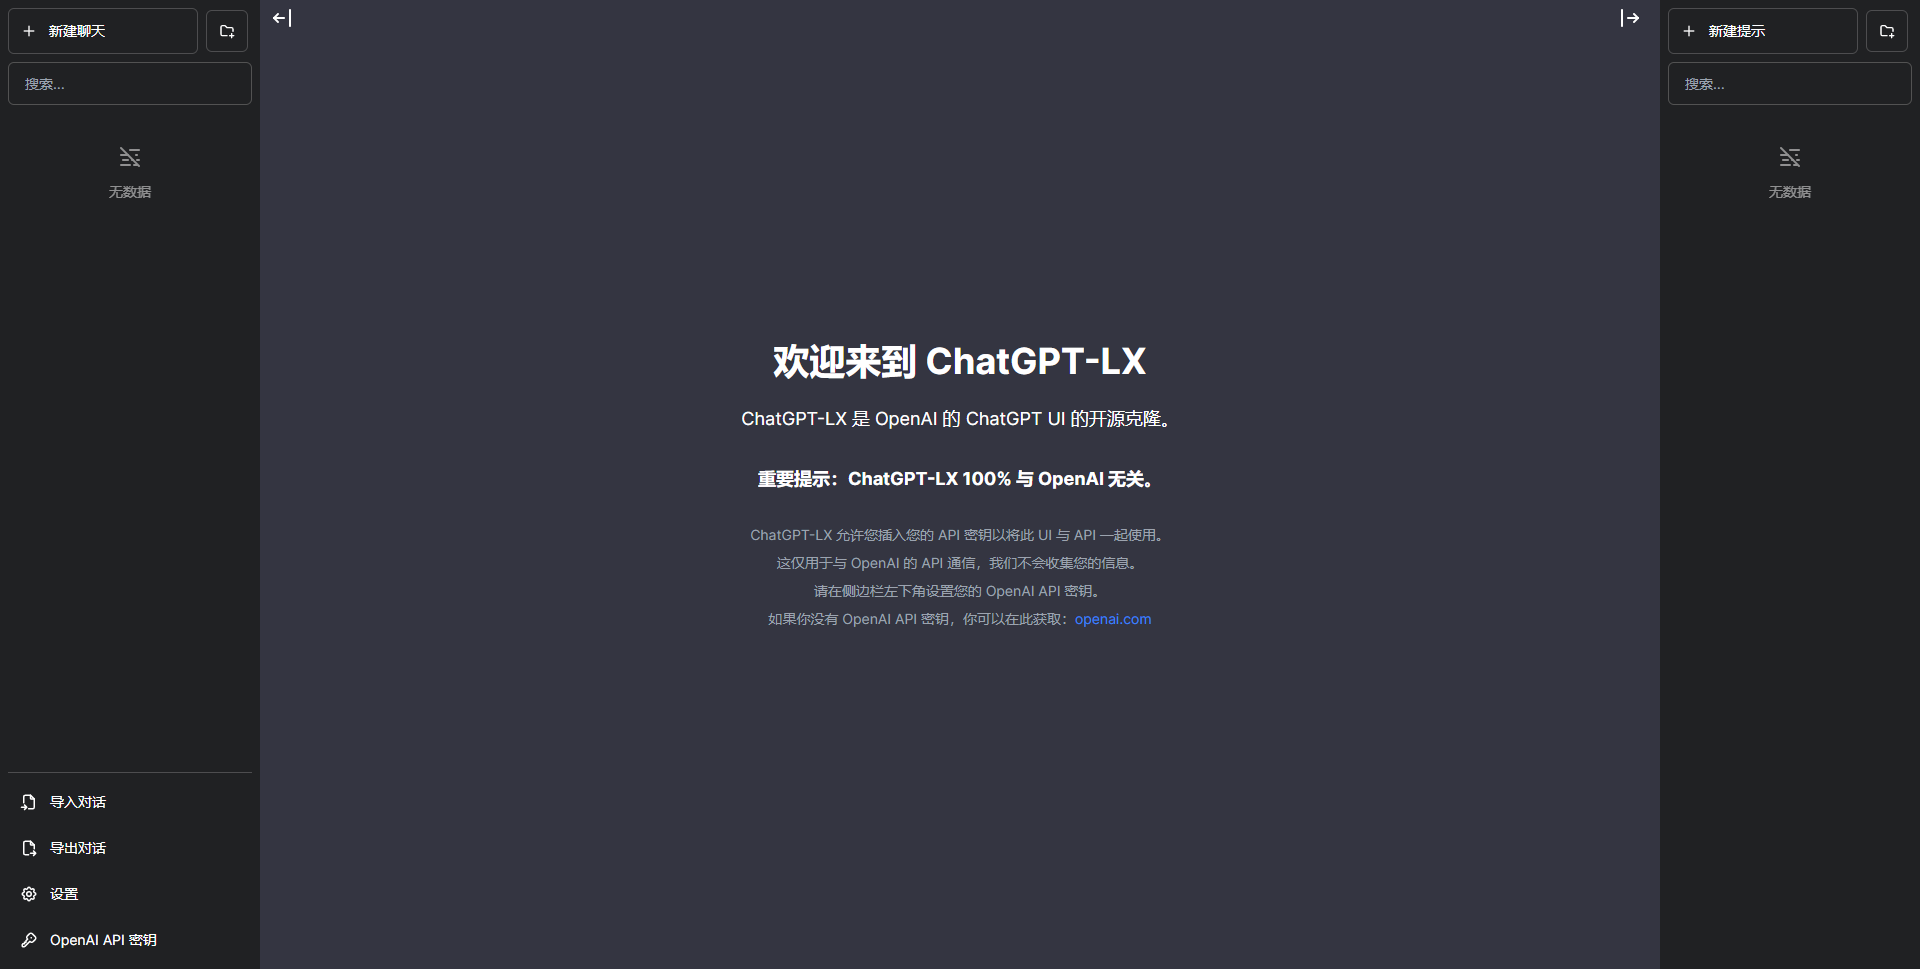 新建聊天
搜索...
无数据
导入对话
导出对话
设置
OpenAI API 密钥
欢迎来到 ChatGPT-LX
ChatGPT-LX 是 OpenAI 的 ChatGPT UI 的开源克隆。
重要提示：ChatGPT-LX 100% 与 OpenAI 无关。
ChatGPT-LX 允许您插入您的 API 密钥以将此 UI 与 API 一起使用。
这仅用于与 OpenAI 的 API 通信，我们不会收集您的信息。
请在侧边栏左下角设置您的 OpenAI API 密钥。
如果你没有 OpenAI API 密钥，你可以在此获取：openai.com
新建提示
搜索...
无数据